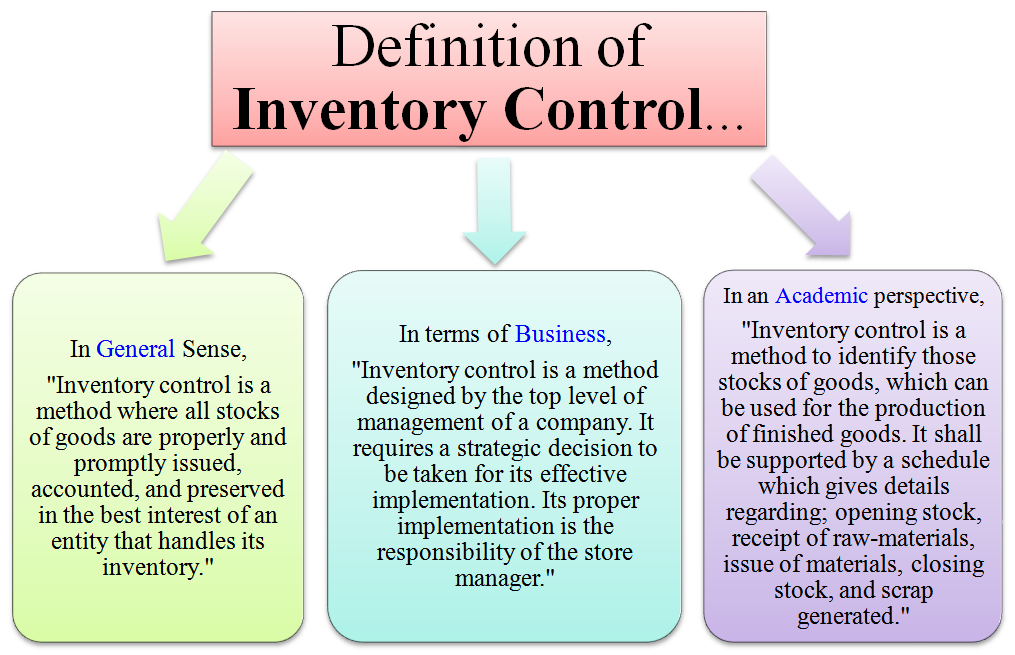 Definition of
Inventory Control...
In General Sense,
"Inventory control is a
method where all stocks
of goods are properly and
promptly issued,
accounted, and preserved
in the best interest of an
entity that handles its
inventory."
In terms of Business,
"Inventory control is a method
designed by the top level of
management of a company. It
requires a strategic decision to
be taken for its effective
implementation. Its proper
implementation is the
responsibility of the store
manager."
In an Academic perspective,
"Inventory control is a
method to identify those
stocks of goods, which can
be used for the production
of finished goods. It shall
be supported by a schedule
which gives details
regarding; opening stock,
receipt of raw-materials,
issue of materials, closing
stock, and scrap
generated."